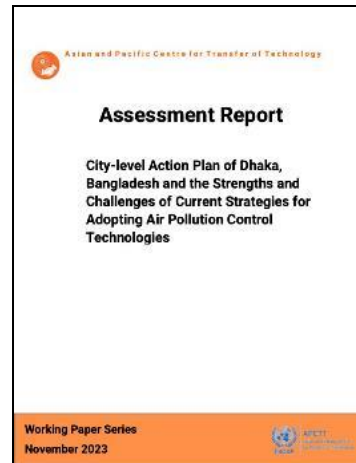 Asian and Pacific Centre for Transfer of Technology
Assessment Report
City-level Action Plan of Dhaka,
Bangladesh and the Strengths and
Challenges of Current Strategies for
Adopting Air Pollution Control
Technologies
Working Paper Series
November 2023
APCTT